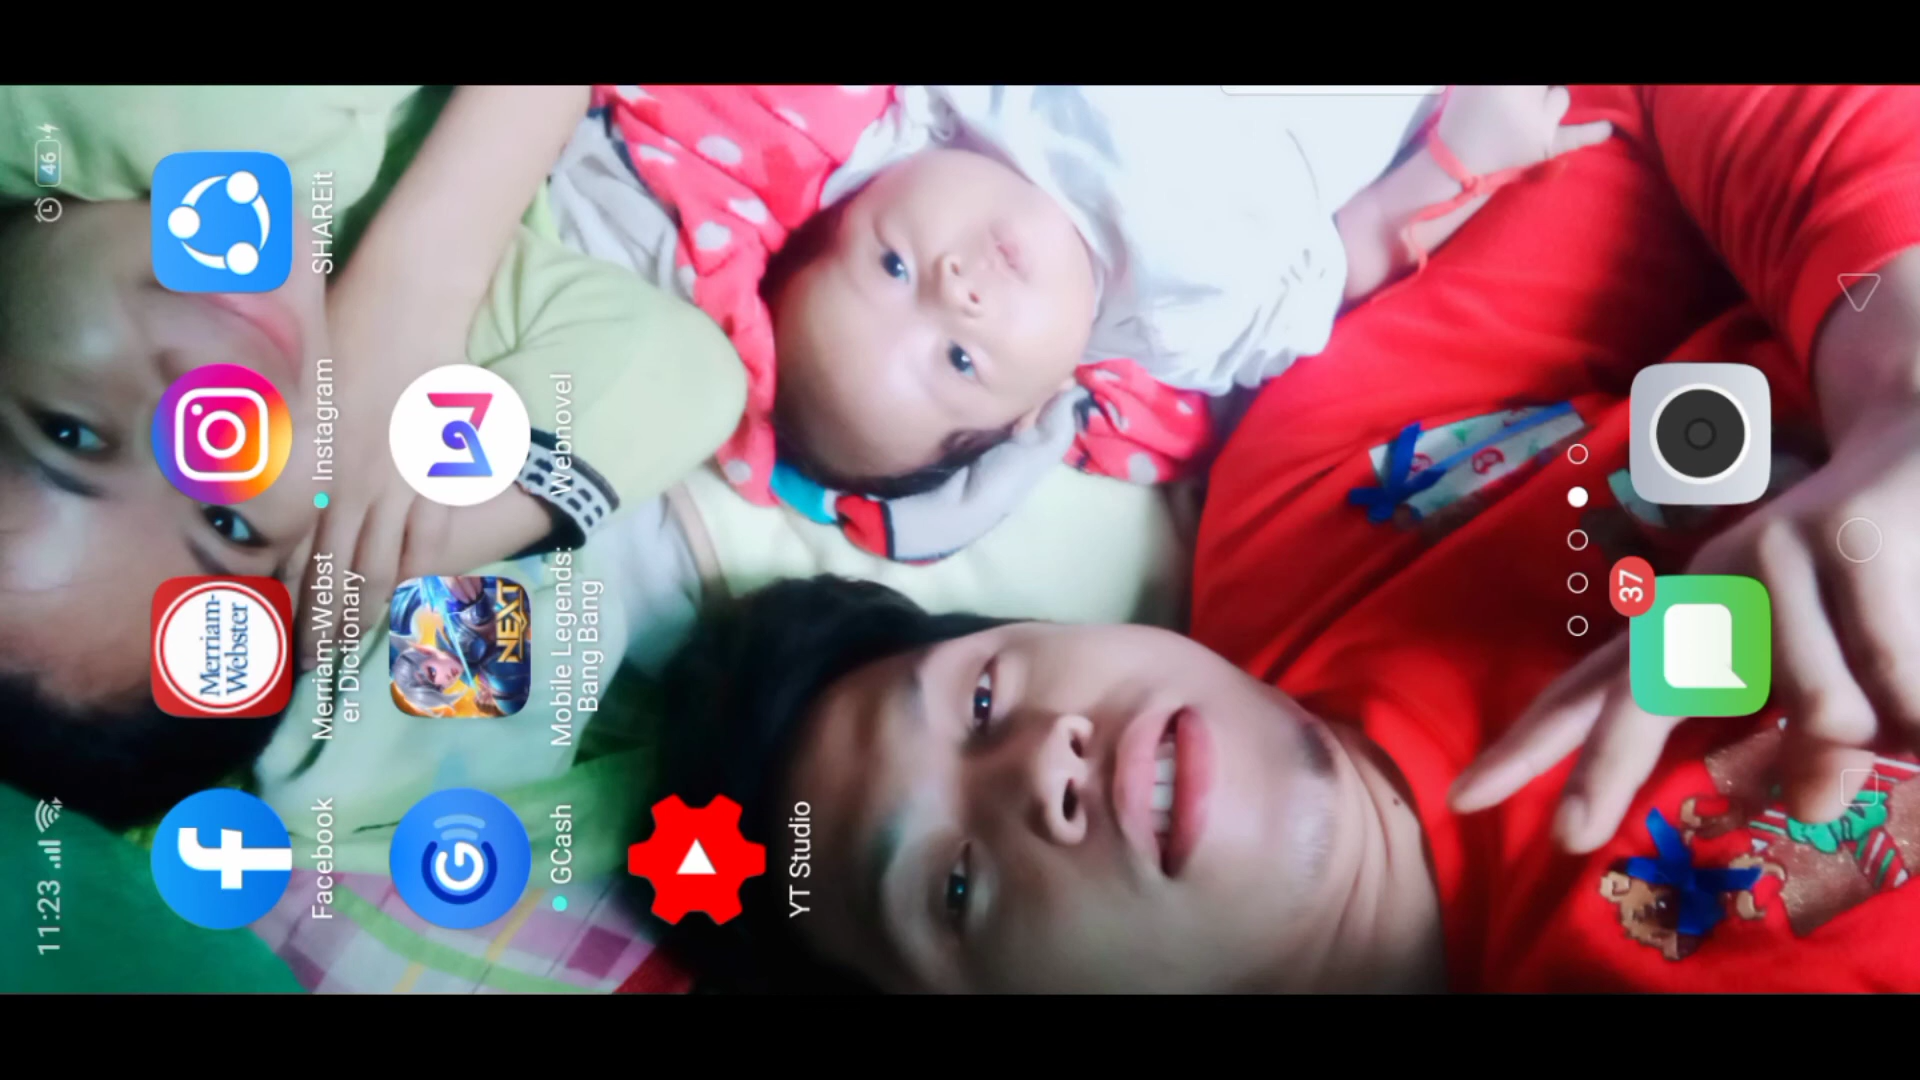 11:23
46
Facebook
Merriam-
Webster
Merriam-Webst
er Dictionary
Instagram
SHAREit
G
GCash
NEXT
Mobile Legends:
Bang Bang
Webnovel
YT Studio
37